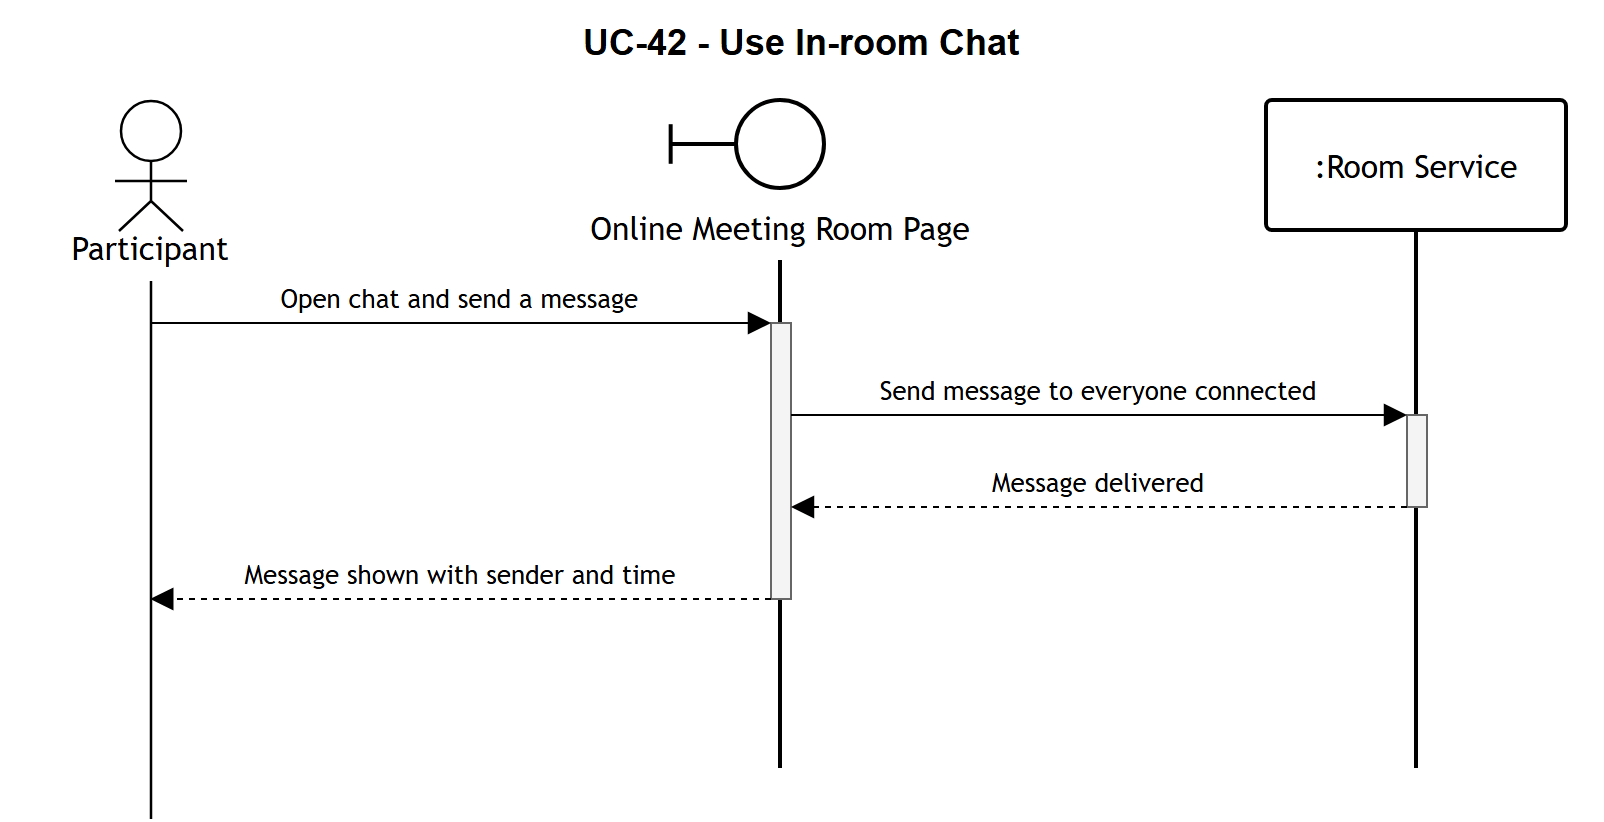 UC-42 - Use In-room Chat
Participant
Online Meeting Room Page
:Room Service
Open chat and send a message
Send message to everyone connected
Message delivered
Message shown with sender and time